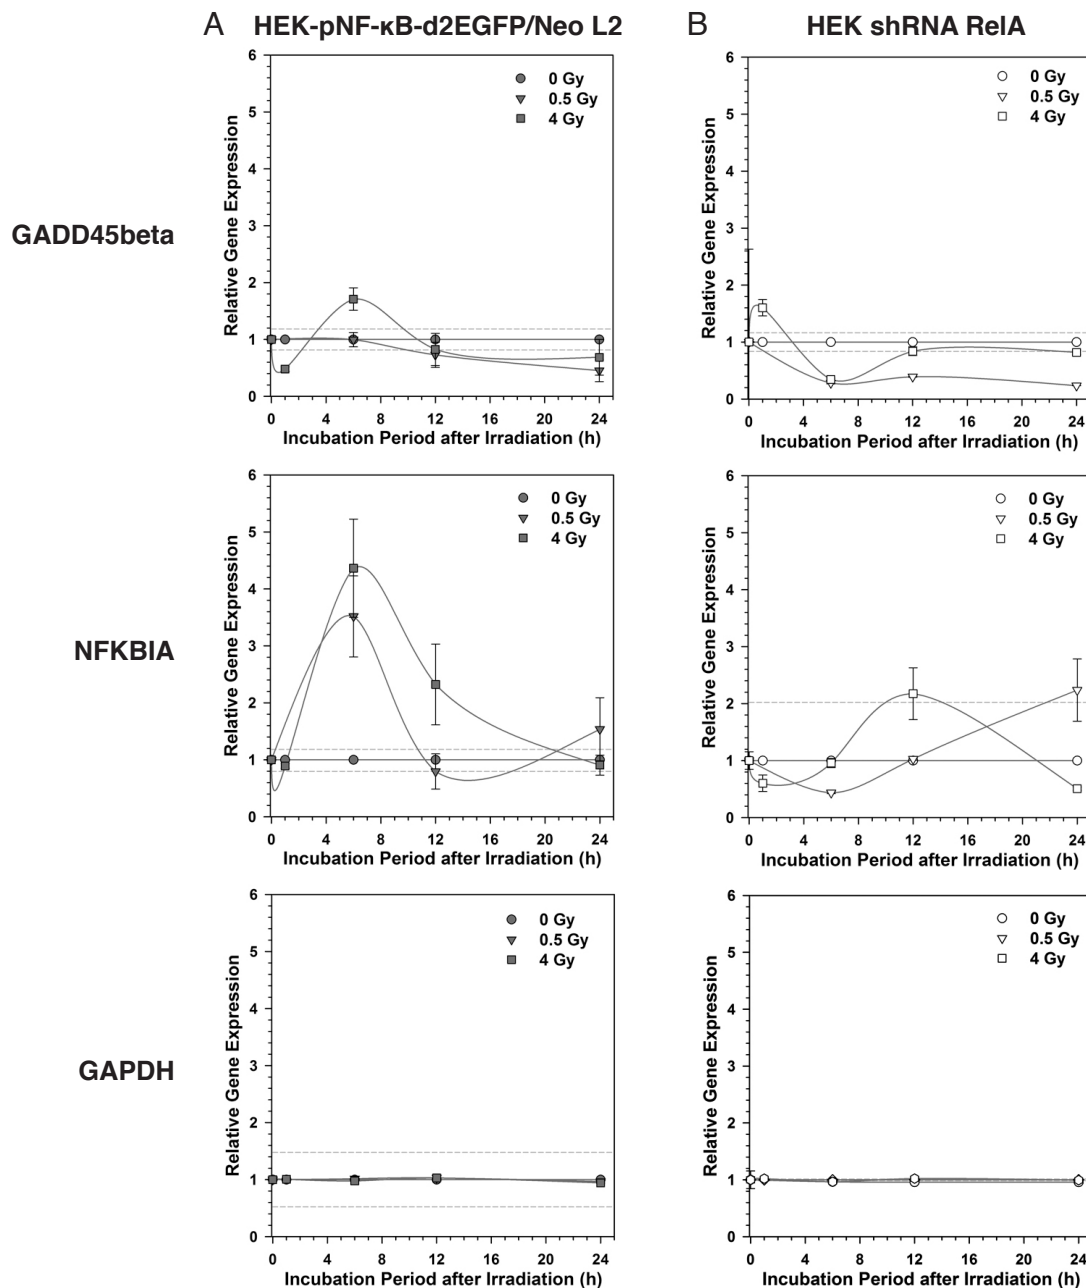 A HEK-pNF-κB-d2EGFP/Neo L2
B HEK shRNA RelA
GADD45beta
Relative Gene Expression
6
5
4
3
2
1
0
0 Gy
0.5 Gy
4 Gy
0 4 8 12 16 20 24
Incubation Period after Irradiation (h)
Relative Gene Expression
6
5
4
3
2
1
0
0 Gy
0.5 Gy
4 Gy
0 4 8 12 16 20 24
Incubation Period after Irradiation (h)
NFKBIA
Relative Gene Expression
6
5
4
3
2
1
0
0 Gy
0.5 Gy
4 Gy
0 4 8 12 16 20 24
Incubation Period after Irradiation (h)
Relative Gene Expression
6
5
4
3
2
1
0
0 Gy
0.5 Gy
4 Gy
0 4 8 12 16 20 24
Incubation Period after Irradiation (h)
GAPDH
Relative Gene Expression
6
5
4
3
2
1
0
0 Gy
0.5 Gy
4 Gy
0 4 8 12 16 20 24
Incubation Period after Irradiation (h)
Relative Gene Expression
6
5
4
3
2
1
0
0 Gy
0.5 Gy
4 Gy
0 4 8 12 16 20 24
Incubation Period after Irradiation (h)